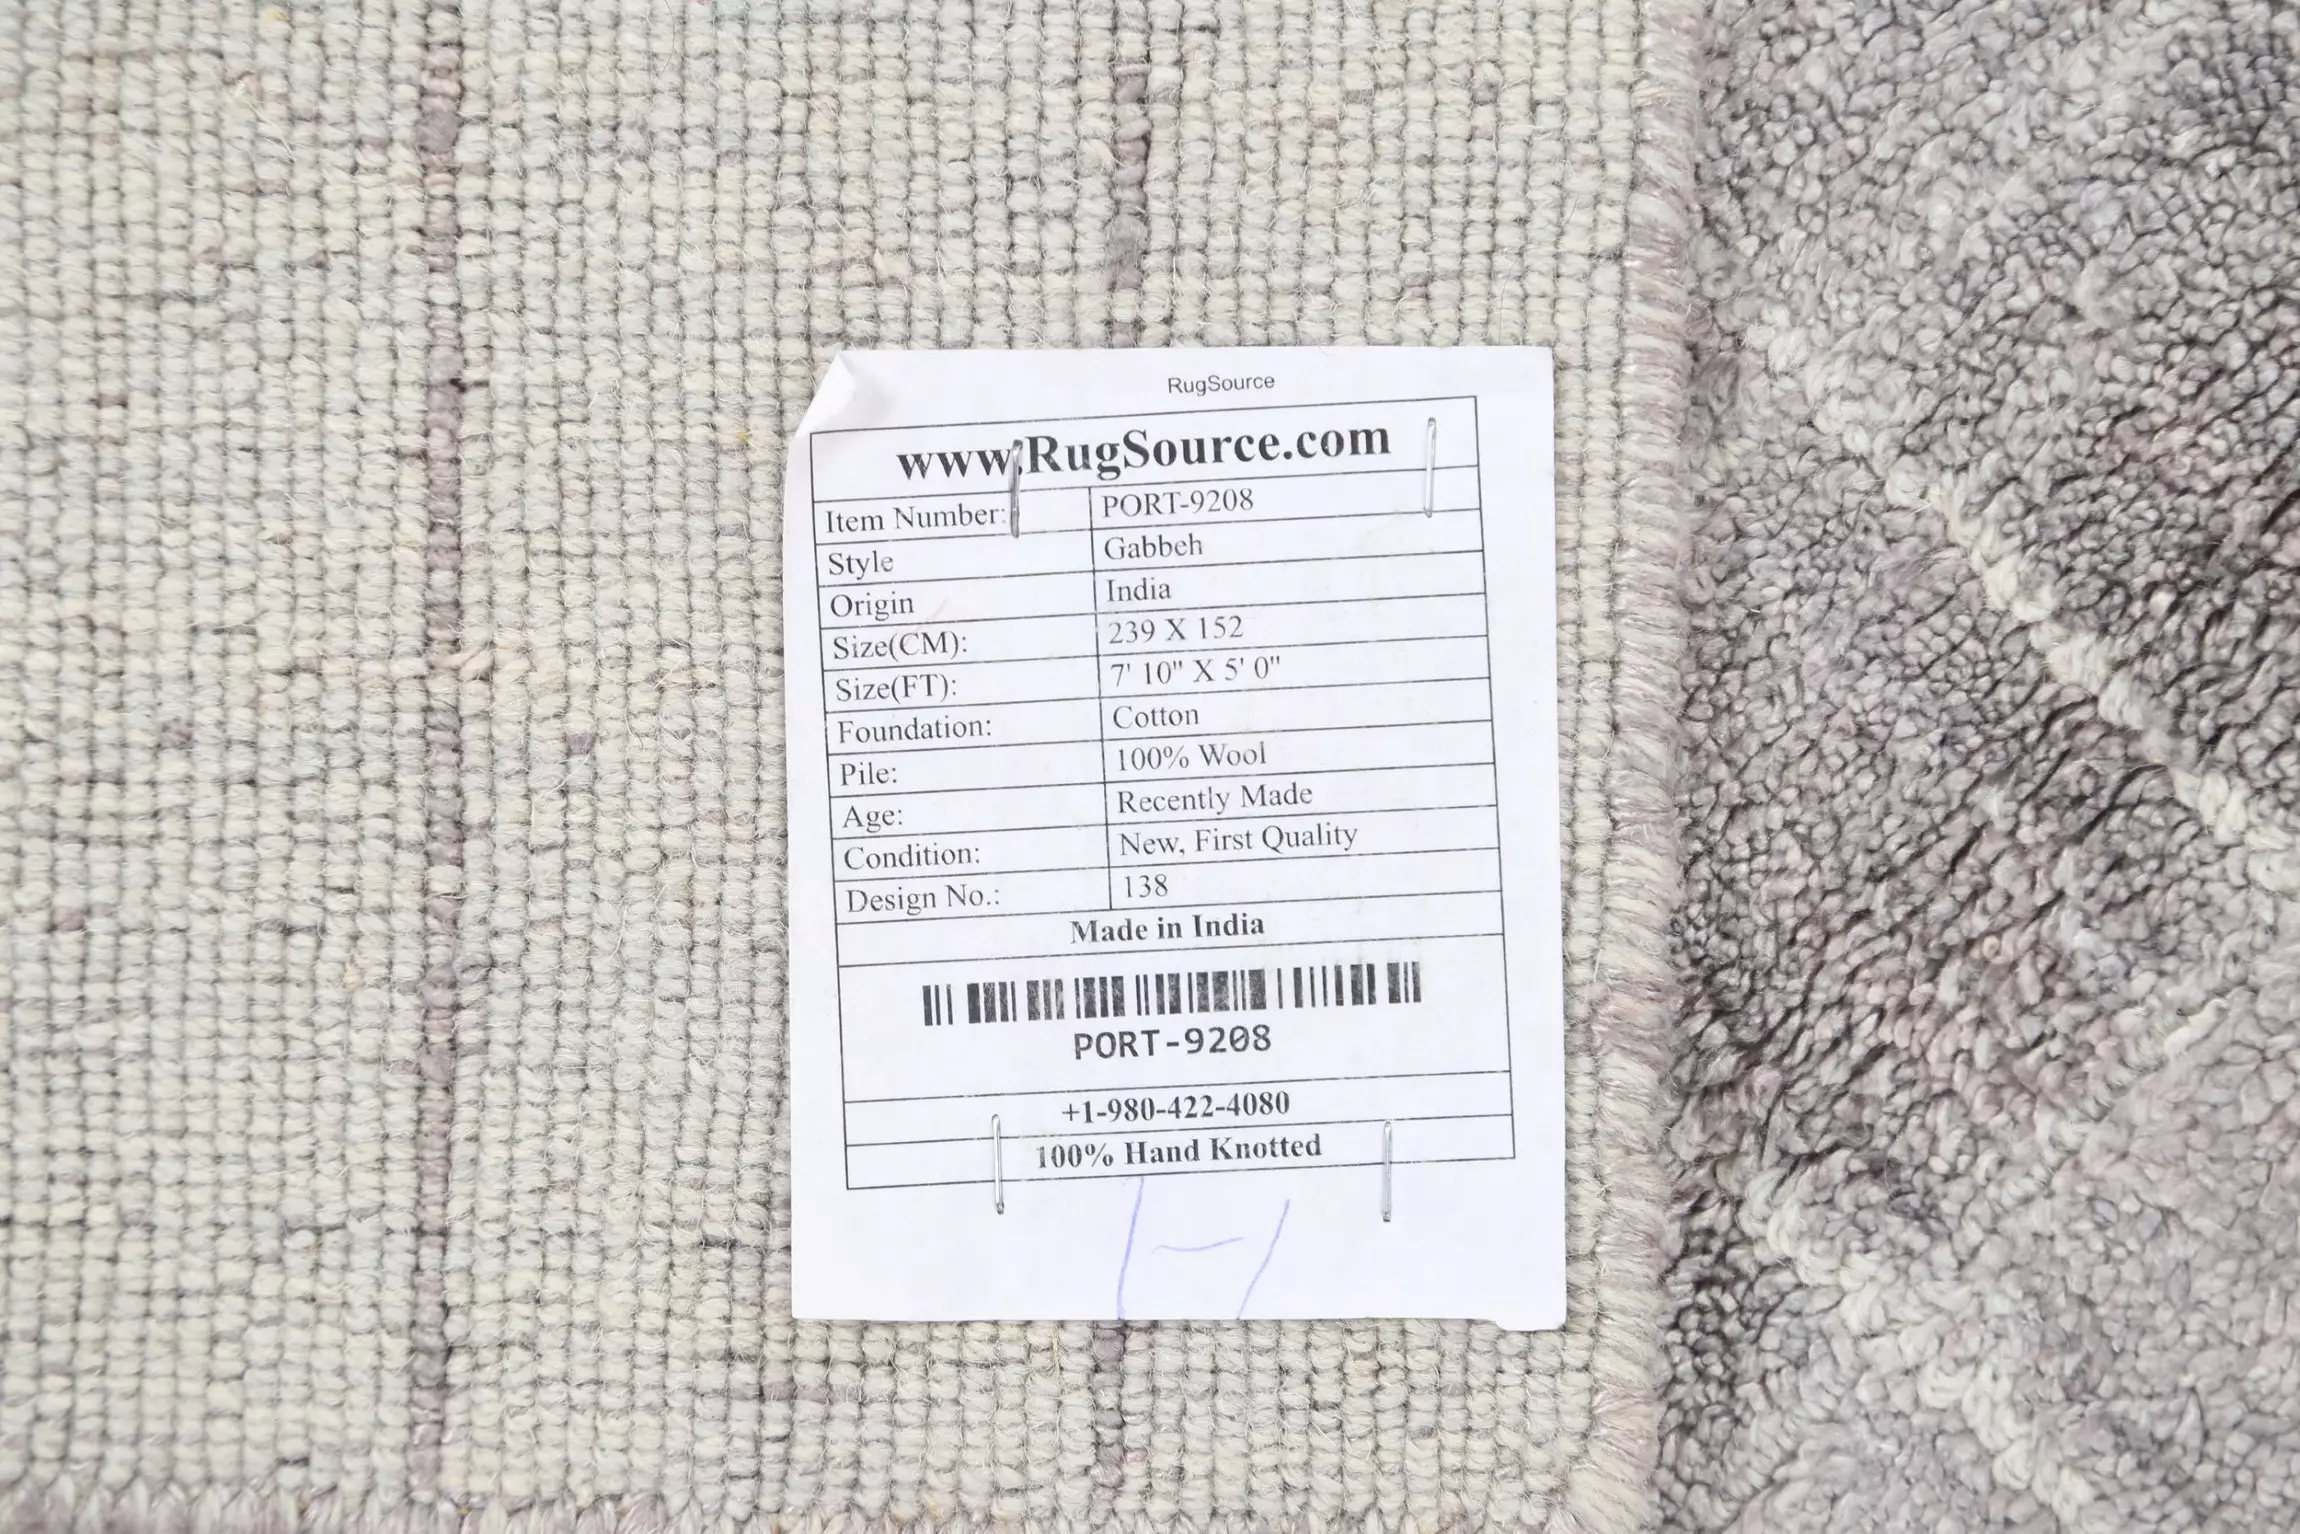 RugSource
www.RugSource.com
Item Number: PORT-9208
Style Gabbeh
Origin India
Size(CM): 239 X 152
Size(FT): 7' 10" X 5' 0"
Foundation: Cotton
Pile: 100% Wool
Age: Recently Made
Condition: New, First Quality
Design No.: 138
Made in India
PORT-9208
+1-980-422-4080
100% Hand Knotted